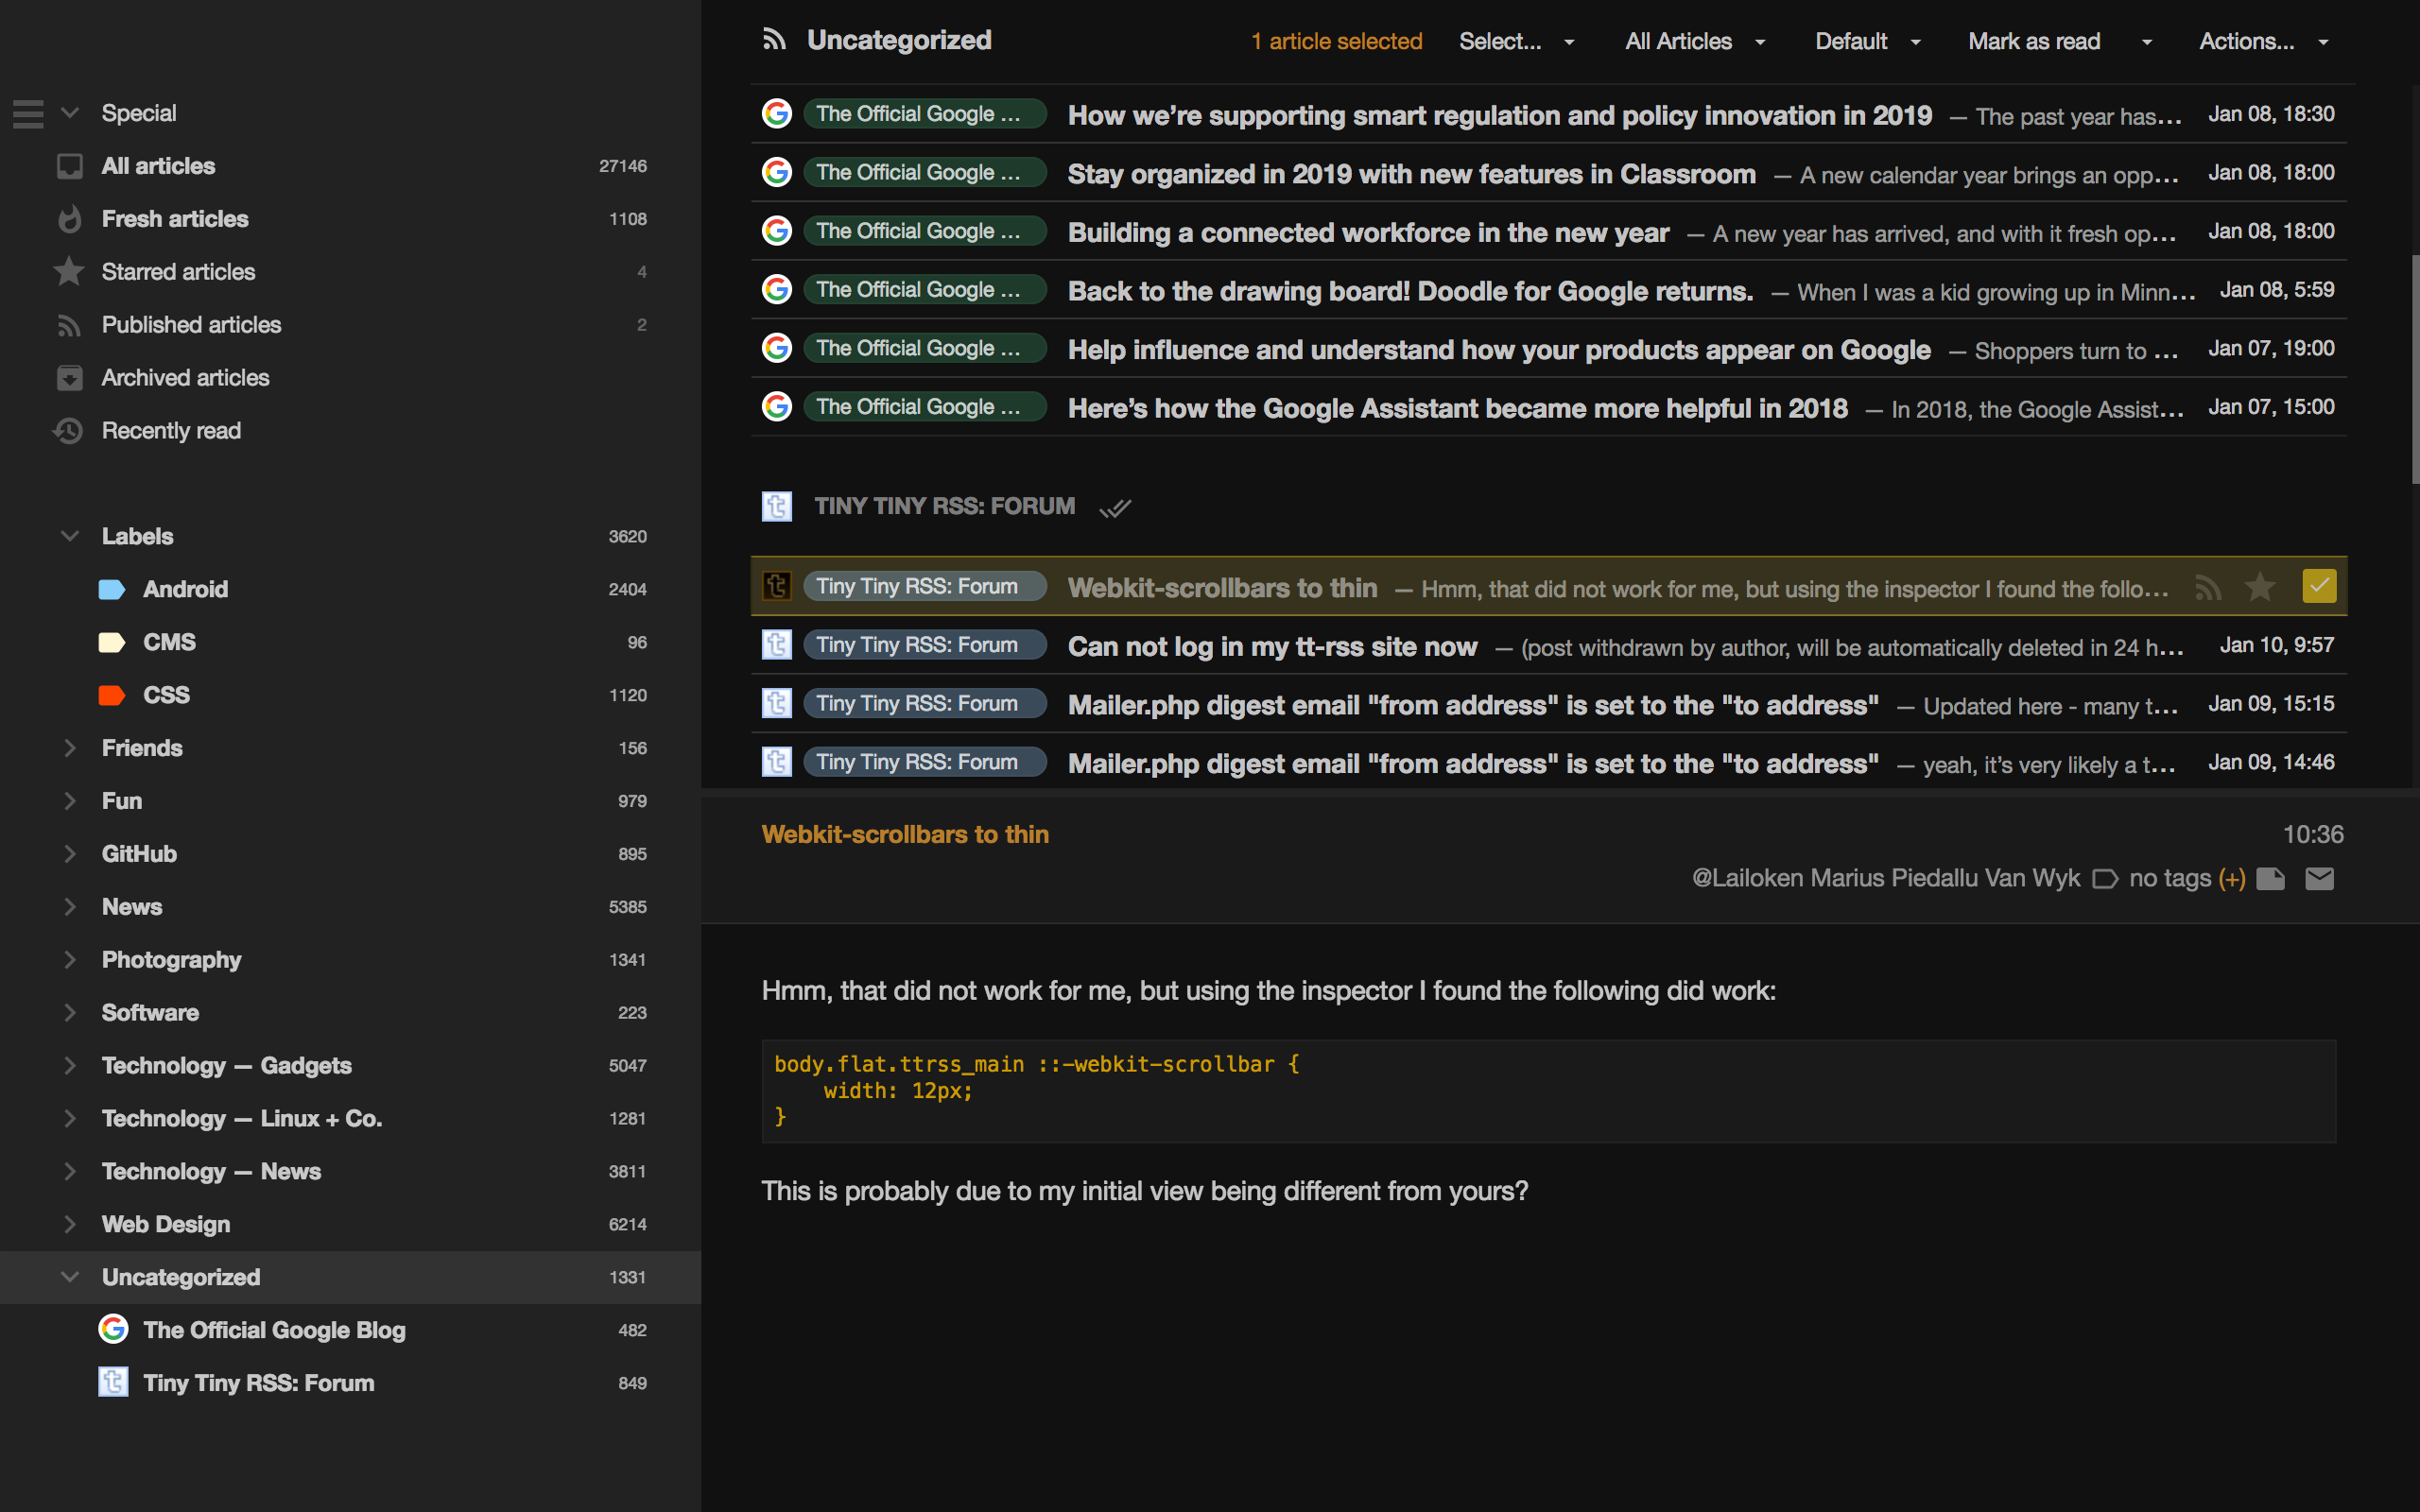 Special
All articles 27146
Fresh articles 1108
Starred articles 4
Published articles 2
Archived articles
Recently read
Labels 3620
Android 2404
CMS 96
CSS 1120
Friends 156
Fun 979
GitHub 895
News 5385
Photography 1341
Software 223
Technology — Gadgets 5047
Technology — Linux + Co. 1281
Technology — News 3811
Web Design 6214
Uncategorized 1331
The Official Google Blog 482
Tiny Tiny RSS: Forum 849
Uncategorized 1 article selected Select... All Articles Default Mark as read Actions...
The Official Google ... How we’re supporting smart regulation and policy innovation in 2019 — The past year has... Jan 08, 18:30
The Official Google ... Stay organized in 2019 with new features in Classroom — A new calendar year brings an opp... Jan 08, 18:00
The Official Google ... Building a connected workforce in the new year — A new year has arrived, and with it fresh op... Jan 08, 18:00
The Official Google ... Back to the drawing board! Doodle for Google returns. — When I was a kid growing up in Minn... Jan 08, 5:59
The Official Google ... Help influence and understand how your products appear on Google — Shoppers turn to ... Jan 07, 19:00
The Official Google ... Here’s how the Google Assistant became more helpful in 2018 — In 2018, the Google Assist... Jan 07, 15:00
TINY TINY RSS: FORUM
Tiny Tiny RSS: Forum Webkit-scrollbars to thin — Hmm, that did not work for me, but using the inspector I found the follo...
Tiny Tiny RSS: Forum Can not log in my tt-rss site now — (post withdrawn by author, will be automatically deleted in 24 h... Jan 10, 9:57
Tiny Tiny RSS: Forum Mailer.php digest email "from address" is set to the "to address" — Updated here - many t... Jan 09, 15:15
Tiny Tiny RSS: Forum Mailer.php digest email "from address" is set to the "to address" — yeah, it’s very likely a t... Jan 09, 14:46
Webkit-scrollbars to thin 10:36
@Lailoken Marius Piedallu Van Wyk no tags (+)
Hmm, that did not work for me, but using the inspector I found the following did work:
body.flat.ttrss_main ::-webkit-scrollbar {
    width: 12px;
}
This is probably due to my initial view being different from yours?